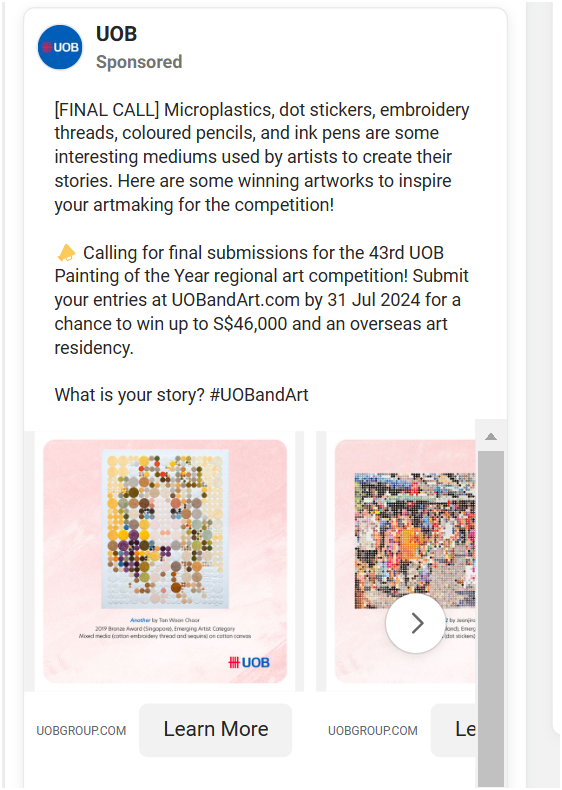 UOB
UOB
Sponsored
[FINAL CALL] Microplastics, dot stickers, embroidery
threads, coloured pencils, and ink pens are some
interesting mediums used by artists to create their
stories. Here are some winning artworks to inspire
your artmaking for the competition!
Calling for final submissions for the 43rd UOB
Painting of the Year regional art competition! Submit
your entries at UOBandArt.com by 31 Jul 2024 for a
chance to win up to S$46,000 and an overseas art
residency.
What is your story? #UOBandArt
Another by Tan Woon Choor
2019 Bronze Award (Singapore), Emerging Artist Category
Mixed media (cotton embroidery thread and sequins) on cotton canvas
UOB
by Jeanjira
land), Emerg
(dot stickers)
UOBGROUP.COM
Learn More
UOBGROUP.COM
Le